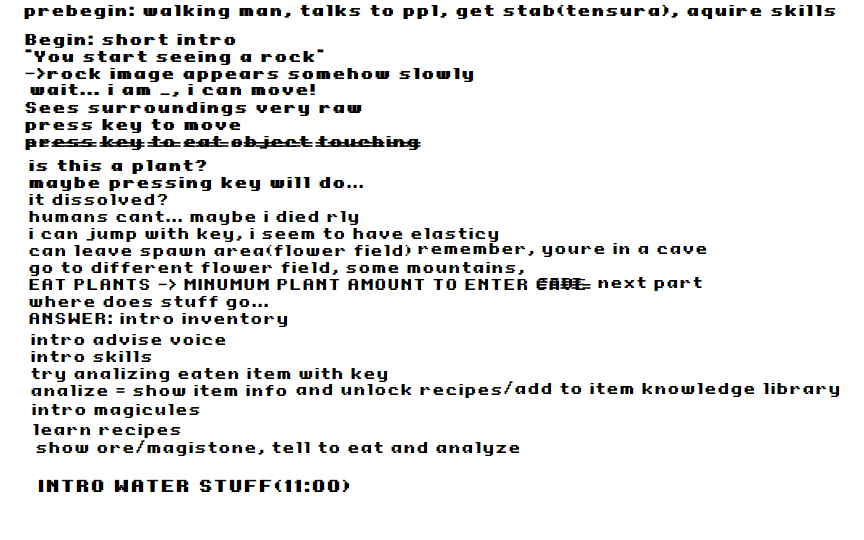 prebegin: walking man, talks to ppl, get stab(tensura), aquire skills
Begin: short intro
"You start seeing a rock"
->rock image appears somehow slowly
wait... i am _, i can move!
Sees surroundings very raw
press key to move
press key to eat object touching
is this a plant?
maybe pressing key will do...
it dissolved?
humans cant... maybe i died rly
i can jump with key, i seem to have elasticy
can leave spawn area(flower field) remember, youre in a cave
go to different flower field, some mountains,
EAT PLANTS -> MINUMUM PLANT AMOUNT TO ENTER CAVE next part
where does stuff go...
ANSWER: intro inventory
intro advise voice
intro skills
try analizing eaten item with key
analize = show item info and unlock recipes/add to item knowledge library
intro magicules
learn recipes
show ore/magistone, tell to eat and analyze
INTRO WATER STUFF(11:00)